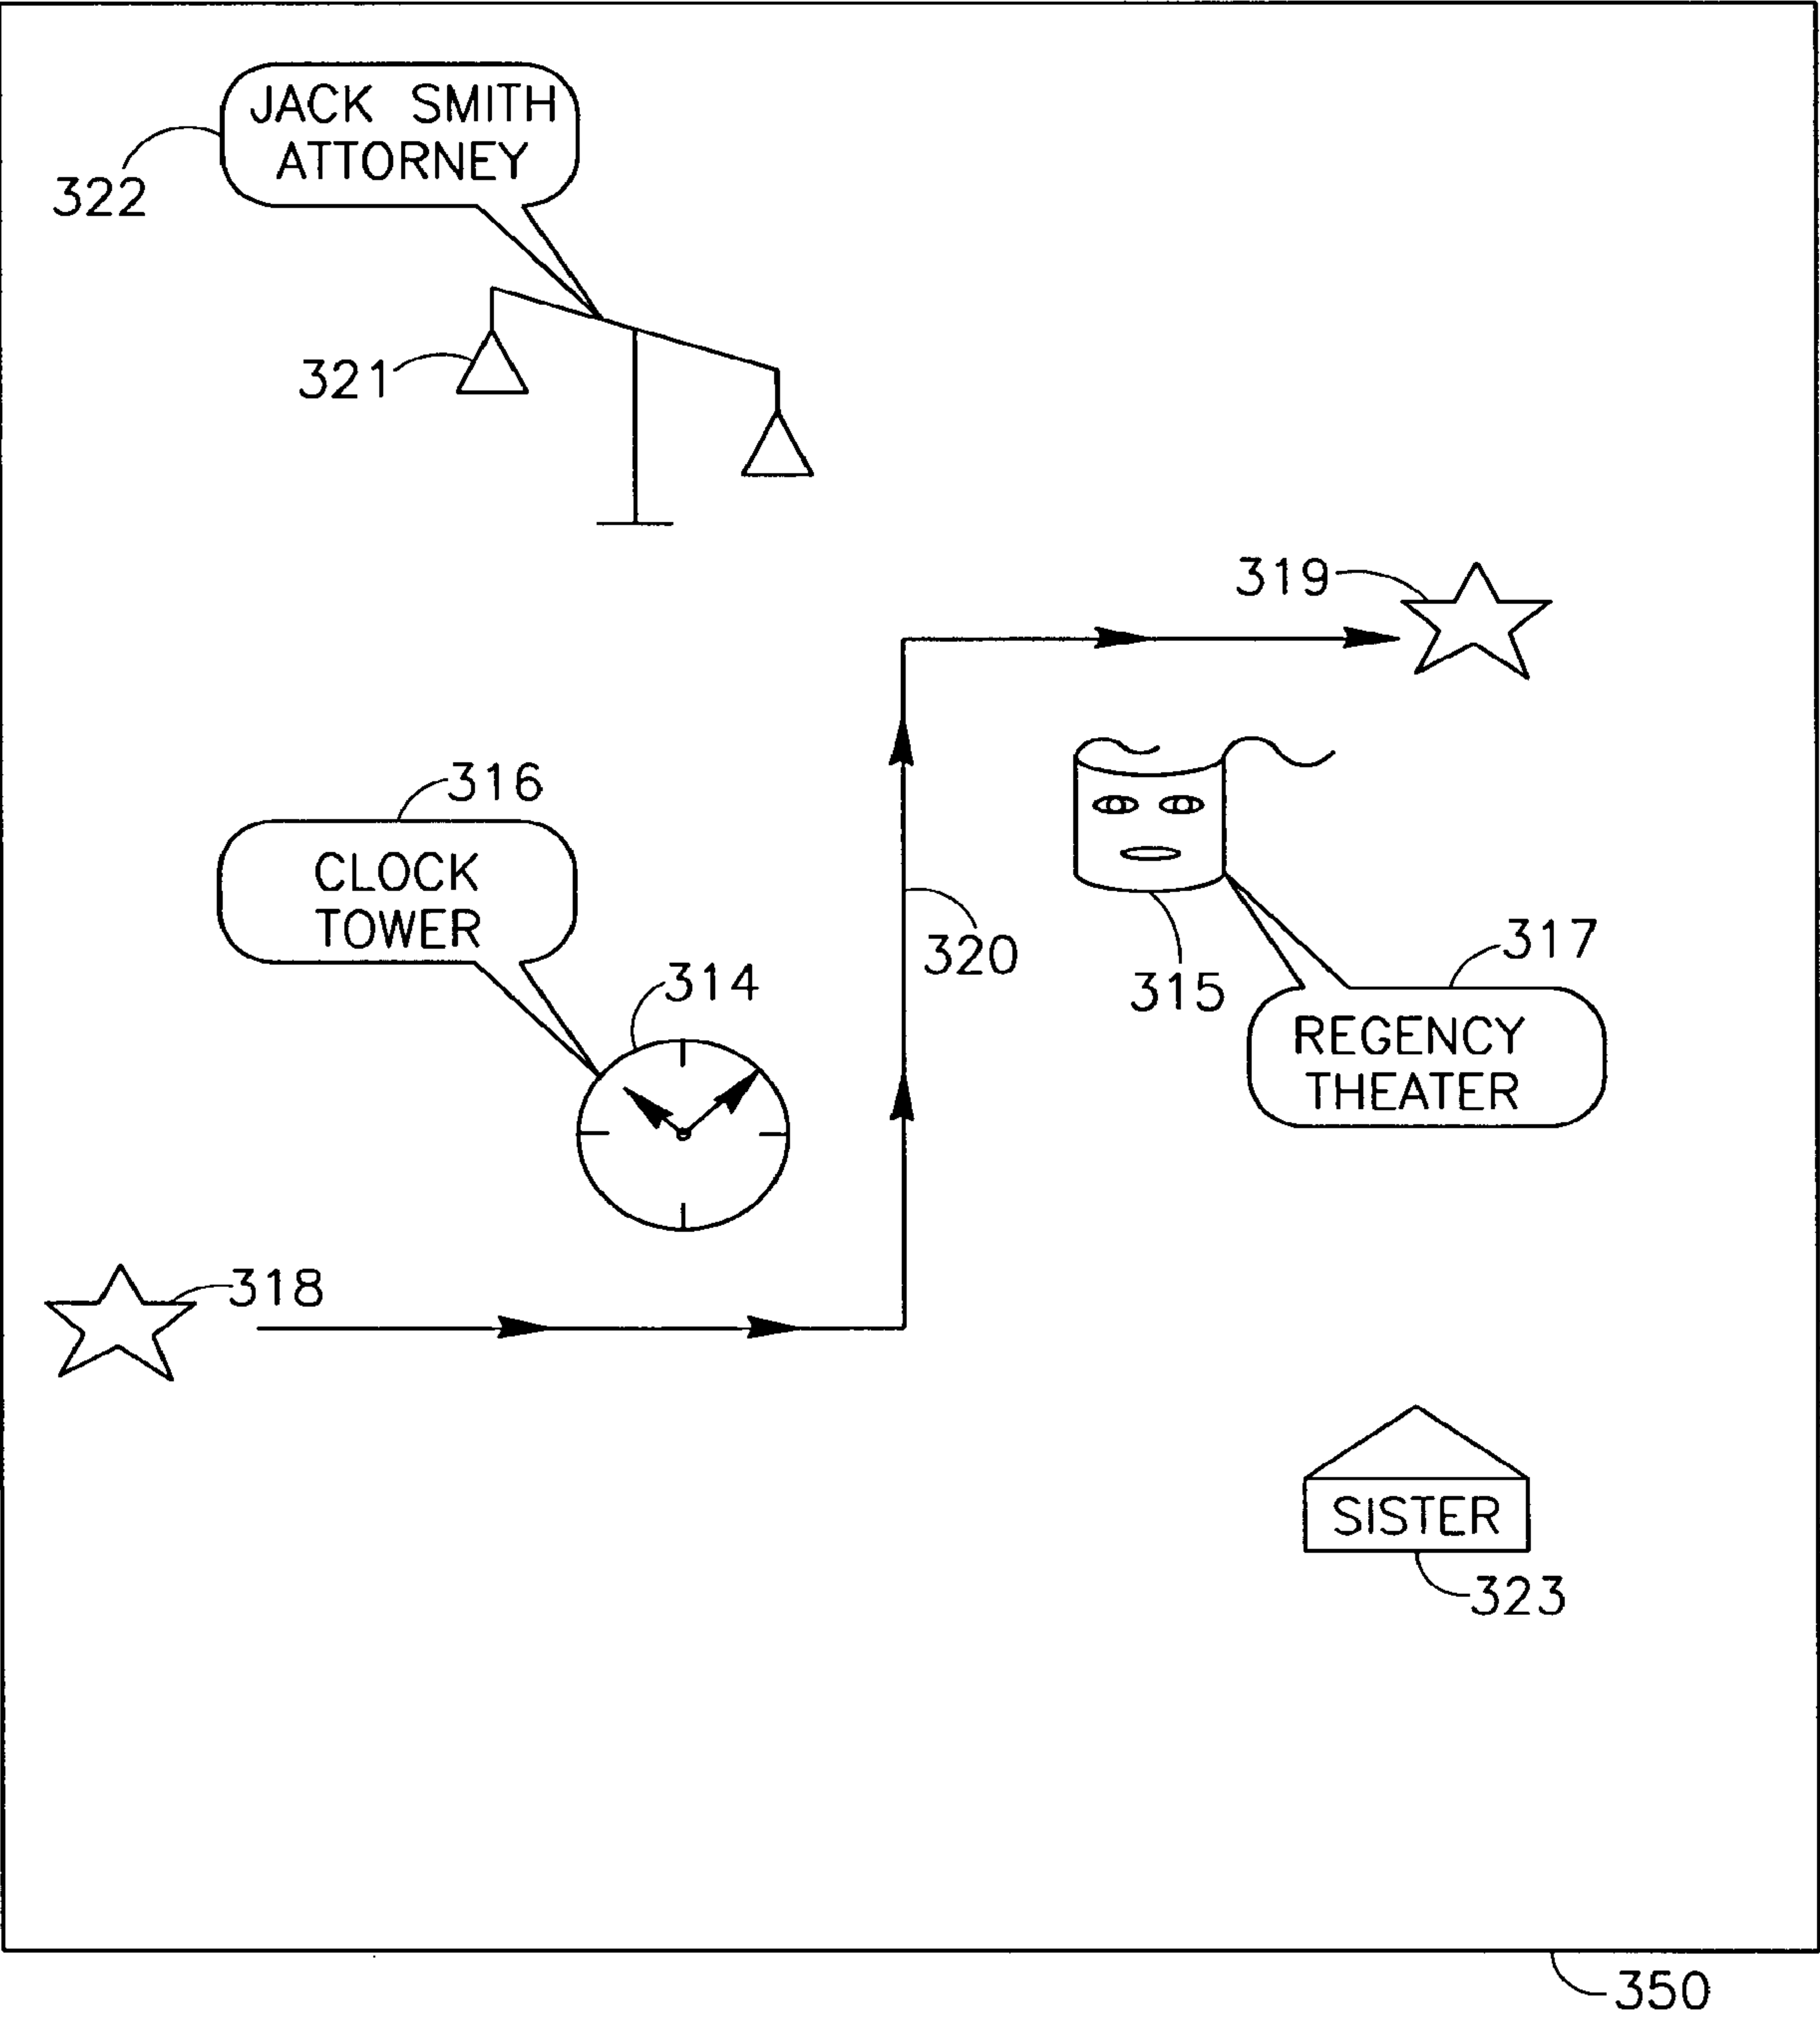 JACK SMITH
ATTORNEY
322
321
319
316
CLOCK
TOWER
320
315
317
314
REGENCY
THEATER
318
SISTER
323
350